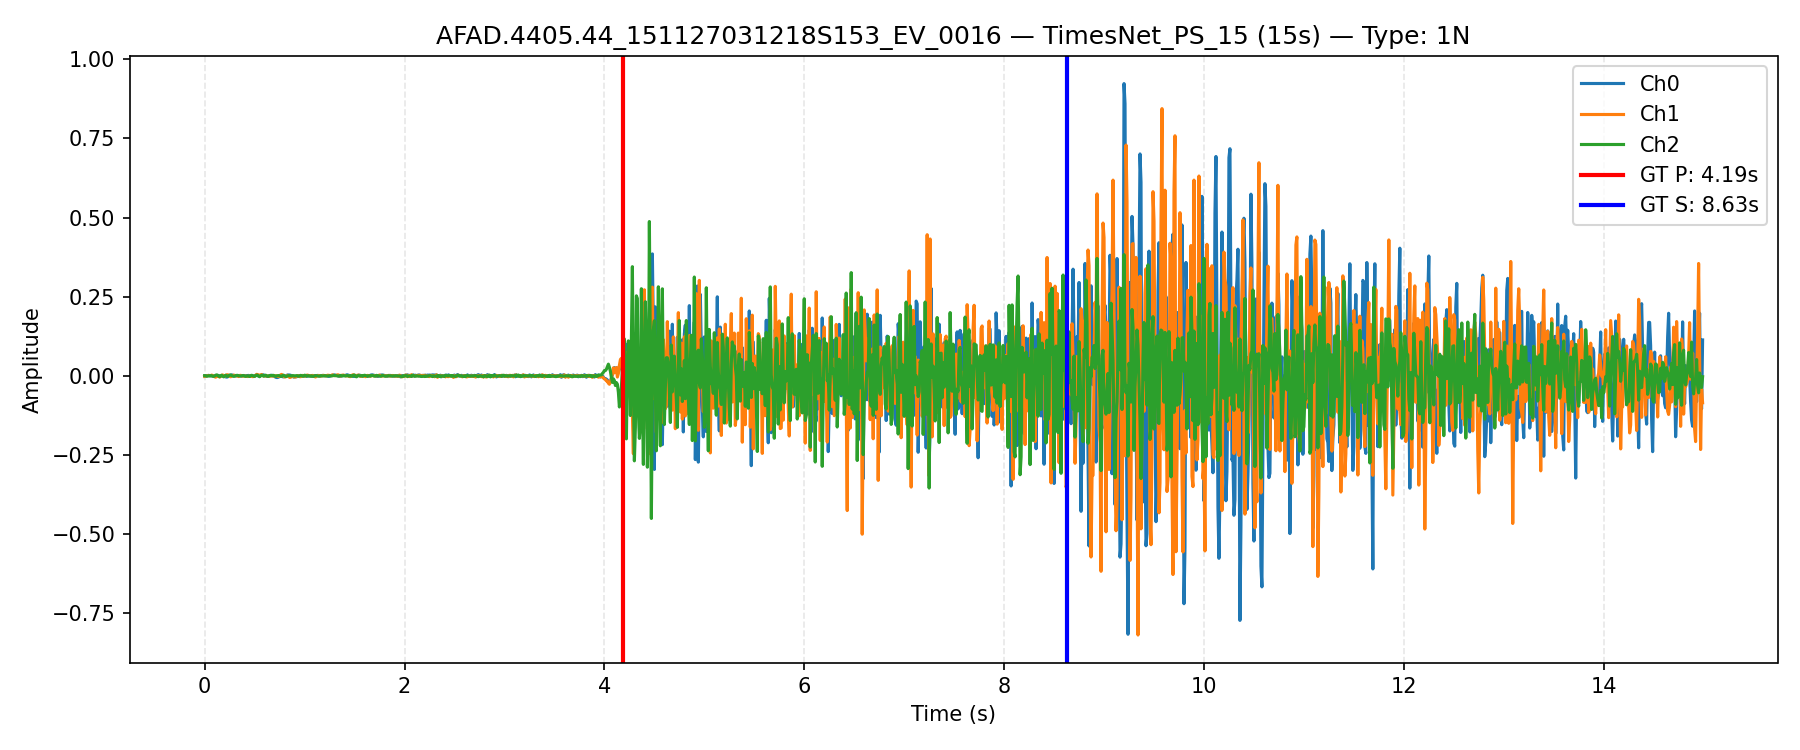 AFAD.4405.44_151127031218S153_EV_0016 — TimesNet_PS_15 (15s) — Type: 1N
1.00
0.75
0.50
0.25
0.00
−0.25
−0.50
−0.75
Amplitude
Ch0
Ch1
Ch2
GT P: 4.19s
GT S: 8.63s
0 2 4 6 8 10 12 14
Time (s)